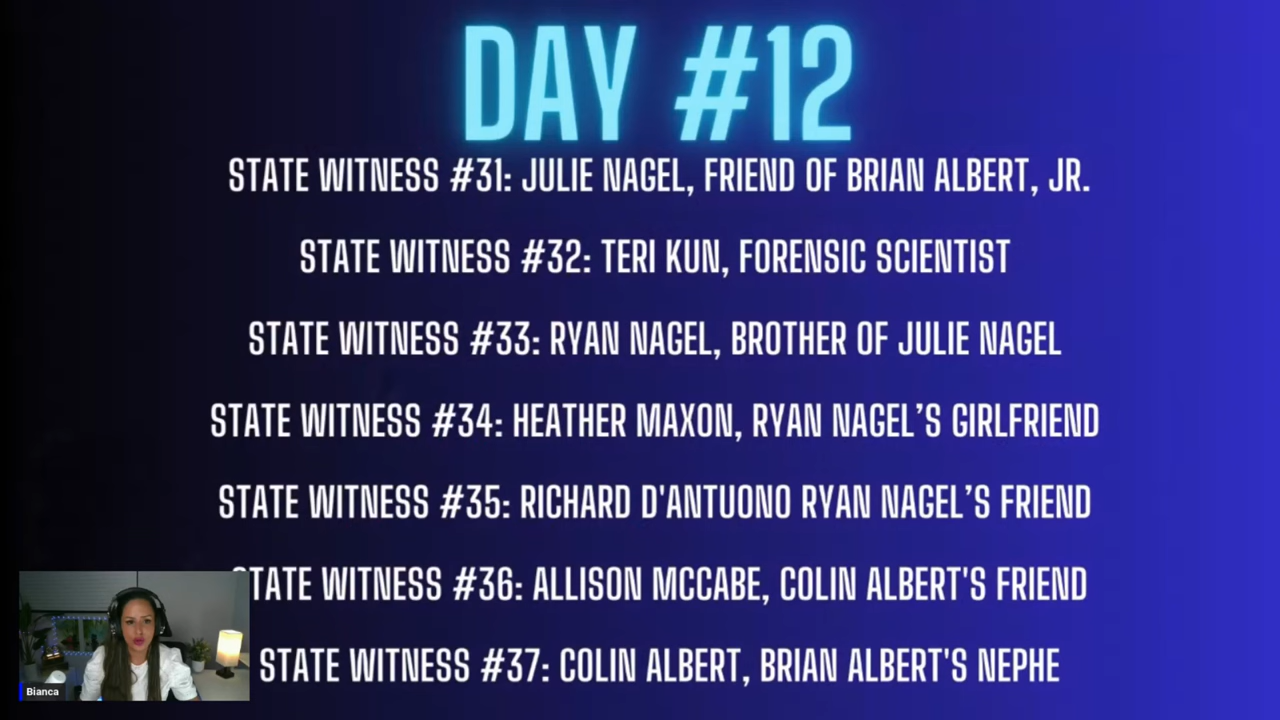 DAY #12
STATE WITNESS #31: JULIE NAGEL, FRIEND OF BRIAN ALBERT, JR.
STATE WITNESS #32: TERI KUN, FORENSIC SCIENTIST
STATE WITNESS #33: RYAN NAGEL, BROTHER OF JULIE NAGEL
STATE WITNESS #34: HEATHER MAXON, RYAN NAGEL’S GIRLFRIEND
STATE WITNESS #35: RICHARD D'ANTUONO RYAN NAGEL’S FRIEND
STATE WITNESS #36: ALLISON MCCABE, COLIN ALBERT'S FRIEND
STATE WITNESS #37: COLIN ALBERT, BRIAN ALBERT'S NEPHE
Bianca